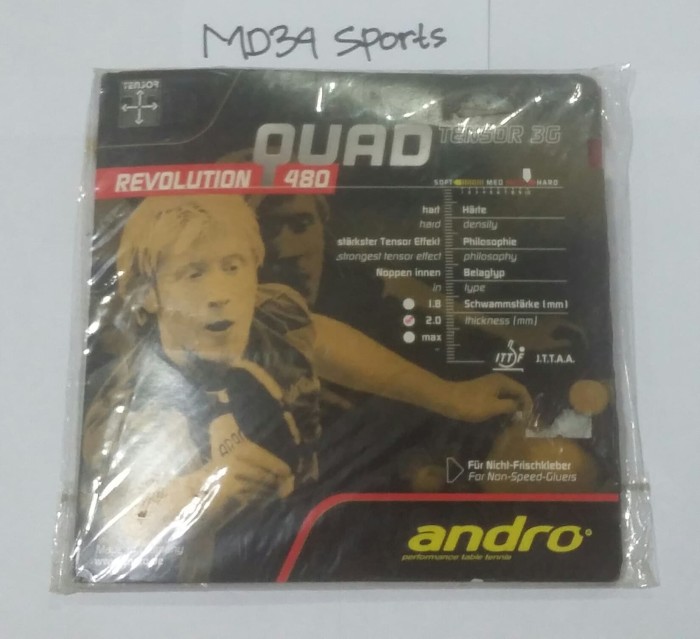 MD34 Sports
TENSOR
QUAD
TENSOR 3G
REVOLUTION 480
SOFT MED HARD
hart Härte
hard density
stärkster Tensor Effekt Philosophie
strongest tensor effect philosophy
Noppen innen Belagtyp
in type
1.8 Schwammstärke (mm)
2.0 thickness (mm)
max
ITTF I.T.T.A.A.
Für Nicht-Frischkleber
For Non-Speed-Gluers
andro
performance table tennis